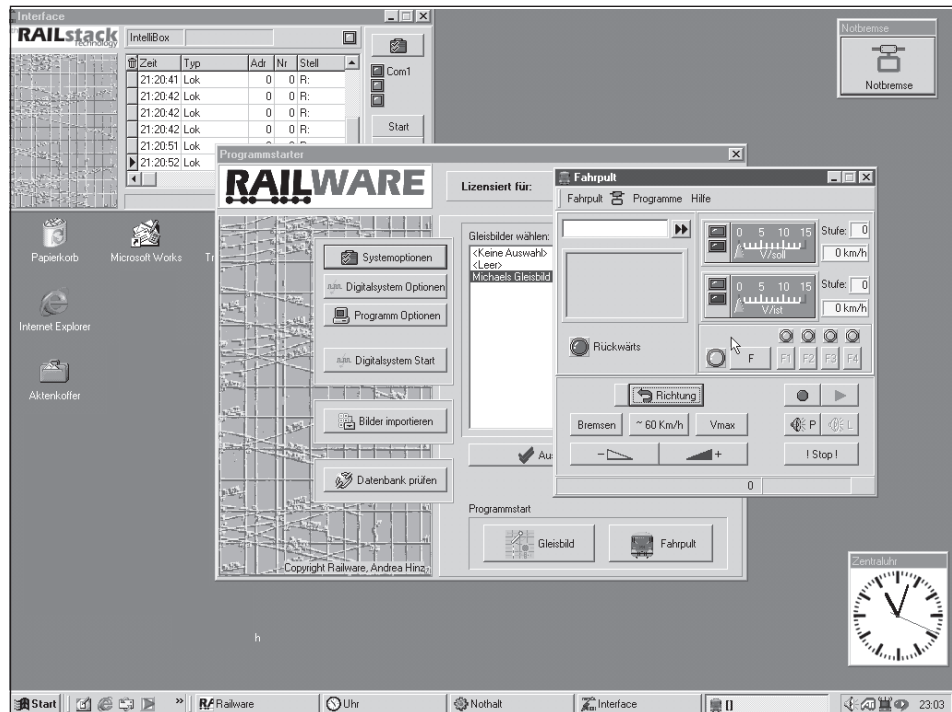 Interface
RAILstack
Technology
IntelliBox
Zeit Typ Adr Nr Stell
21:20:41 Lok 0 0 R:
21:20:42 Lok 0 0 R:
21:20:42 Lok 0 0 R:
21:20:42 Lok 0 0 R:
21:20:51 Lok
21:20:52 Lok
Com1
Start
Notbremse
Notbremse
Papierkorb
Microsoft Works
Tr
Internet Explorer
Aktenkoffer
Programmstarter
RAILWARE
Lizensiert für:
Systemoptionen
Digitalsystem Optionen
Programm Optionen
Digitalsystem Start
Bilder importieren
Datenbank prüfen
Copyright Railware, Andrea Hinz
Gleisbilder wählen:
<Keine Auswahl>
<Leer>
Michaels Gleisbild
Au
Programmstart
Gleisbild
Fahrpult
Fahrpult
Fahrpult Programme Hilfe
0 5 10 15 Stufe: 0
V/soll 0 km/h
0 5 10 15 Stufe: 0
V/ist 0 km/h
Rückwärts
F F1 F2 F3 F4
Richtung
Bremsen ~ 60 Km/h Vmax P L
- + ! Stop !
0
Zentraluhr
h
Start » Railware Uhr Nothalt Interface [] 23:03